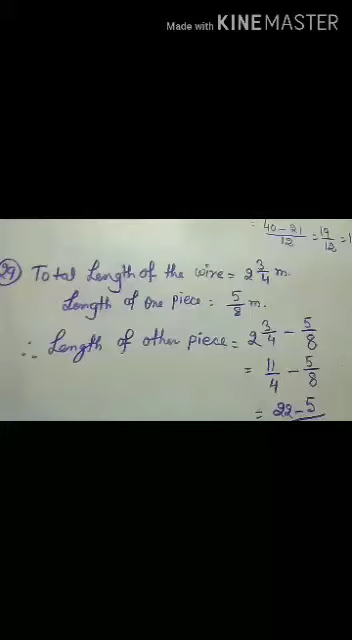 Made with KINEMASTER
= 40-21/12 = 19/12 = 1
29) Total Length of the wire = 2 3/4 m.
Length of one piece = 5/8 m.
∴ Length of other piece = 2 3/4 - 5/8
= 11/4 - 5/8
= 22-5